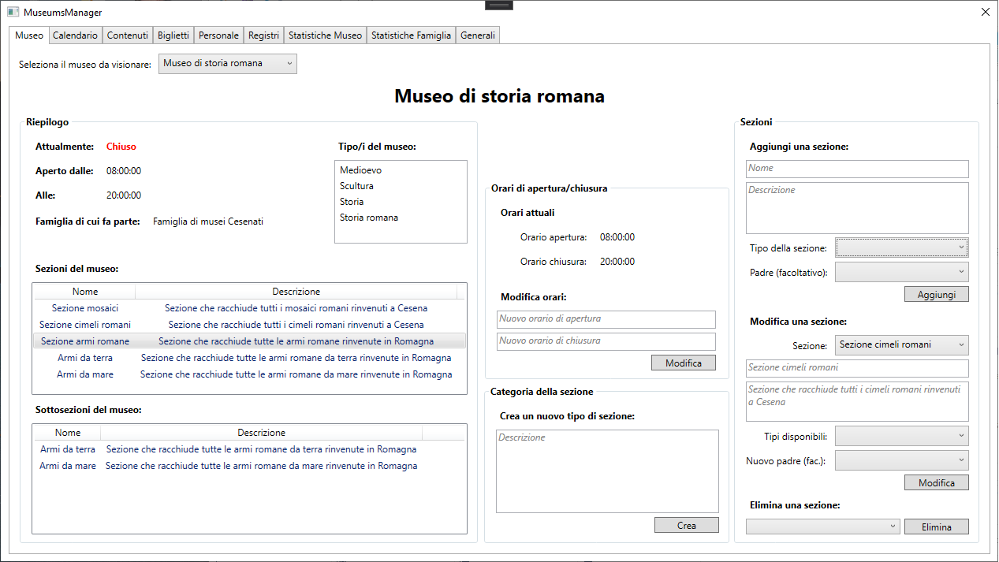 MuseumsManager
Museo Calendario Contenuti Biglietti Personale Registri Statistiche Museo Statistiche Famiglia Generali
Seleziona il museo da visionare: Museo di storia romana
Museo di storia romana
Riepilogo
Attualmente: Chiuso
Aperto dalle: 08:00:00
Alle: 20:00:00
Famiglia di cui fa parte: Famiglia di musei Cesenati
Tipo/i del museo:
Medioevo
Scultura
Storia
Storia romana
Sezioni del museo:
Nome Descrizione
Sezione mosaici Sezione che racchiude tutti i mosaici romani rinvenuti a Cesena
Sezione cimeli romani Sezione che racchiude tutti i cimeli romani rinvenuti a Cesena
Sezione armi romane Sezione che racchiude tutte le armi romane rinvenute in Romagna
Armi da terra Sezione che racchiude tutte le armi romane da terra rinvenute in Romagna
Armi da mare Sezione che racchiude tutte le armi romane da mare rinvenute in Romagna
Sottosezioni del museo:
Nome Descrizione
Armi da terra Sezione che racchiude tutte le armi romane da terra rinvenute in Romagna
Armi da mare Sezione che racchiude tutte le armi romane da mare rinvenute in Romagna
Orari di apertura/chiusura
Orari attuali
Orario apertura: 08:00:00
Orario chiusura: 20:00:00
Modifica orari:
Nuovo orario di apertura
Nuovo orario di chiusura
Modifica
Categoria della sezione
Crea un nuovo tipo di sezione:
Descrizione
Crea
Sezioni
Aggiungi una sezione:
Nome
Descrizione
Tipo della sezione:
Padre (facoltativo):
Aggiungi
Modifica una sezione:
Sezione: Sezione cimeli romani
Sezione cimeli romani
Sezione che racchiude tutti i cimeli romani rinvenuti
a Cesena
Tipi disponibili:
Nuovo padre (fac.):
Modifica
Elimina una sezione:
Elimina